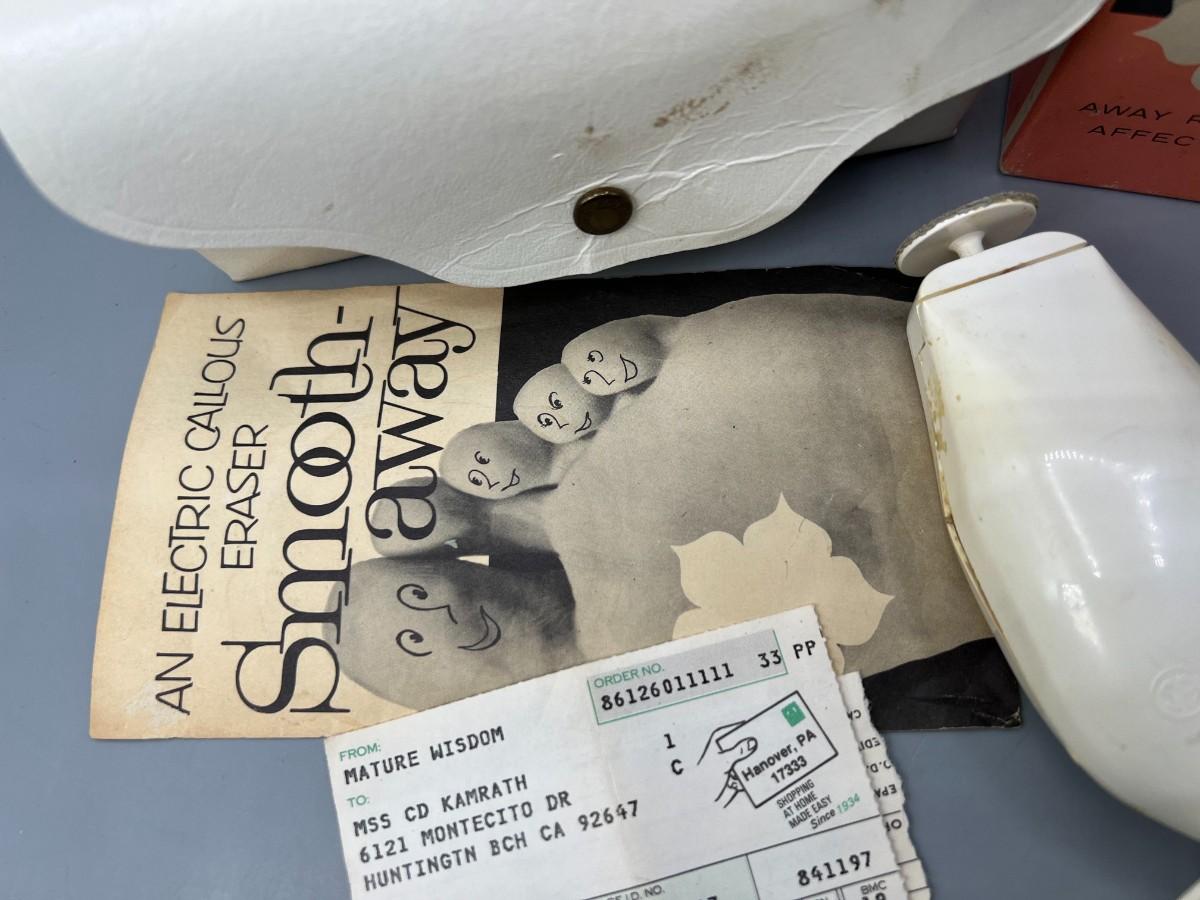 AWAY
AFFEC
AN ELECTRIC CALLOUS
ERASER
Smooth-
away
ORDER NO.
86126011111 33 PP
FROM:
MATURE WISDOM
TO:
MSS CD KAMRATH
6121 MONTECITO DR
HUNTINGTN BCH CA 92647
1
C
Hanover, PA
17333
SHOPPING
AT HOME
MADE EASY
Since 1934
841197
I.D. NO.
BMC